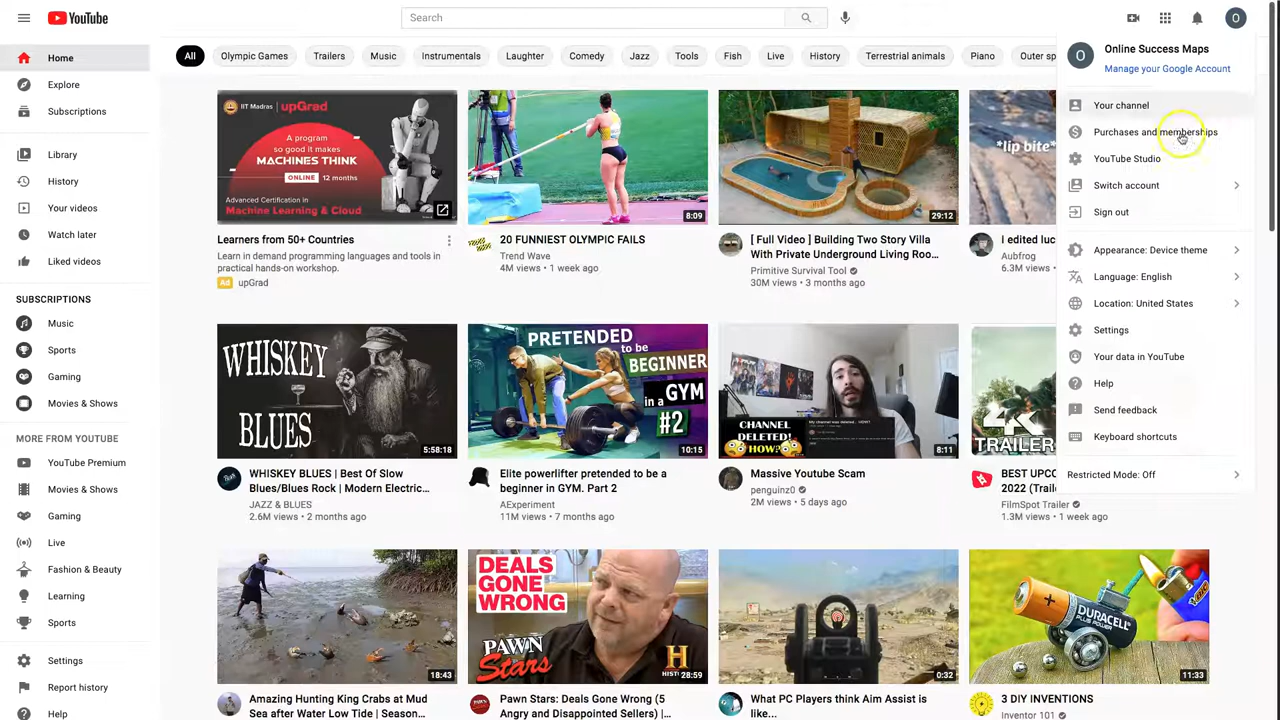 YouTube
Search
O
Home
Explore
Subscriptions
Library
History
Your videos
Watch later
Liked videos
SUBSCRIPTIONS
Music
Sports
Gaming
Movies & Shows
MORE FROM YOUTUBE
YouTube Premium
Movies & Shows
Gaming
Live
Fashion & Beauty
Learning
Sports
Settings
Report history
Help
All
Olympic Games
Trailers
Music
Instrumentals
Laughter
Comedy
Jazz
Tools
Fish
Live
History
Terrestrial animals
Piano
Outer sp
IIT Madras
upGrad
A program
so good it makes
MACHINES THINK
ONLINE 12 months
Advanced Certification in
Machine Learning & Cloud
Learners from 50+ Countries
Learn in demand programming languages and tools in
practical hands-on workshop.
Ad upGrad
8:09
20 FUNNIEST OLYMPIC FAILS
Trend Wave
4M views • 1 week ago
29:12
[ Full Video ] Building Two Story Villa
With Private Underground Living Roo...
Primitive Survival Tool
30M views • 3 months ago
*lip bite*
I edited luc
Aubfrog
6.3M views
WHISKEY
BLUES
5:58:18
WHISKEY BLUES | Best Of Slow
Blues/Blues Rock | Modern Electric...
JAZZ & BLUES
2.6M views • 2 months ago
PRETENDED
to be
BEGINNER
in a GYM
#2
10:15
Elite powerlifter pretended to be a
beginner in GYM. Part 2
AExperiment
11M views • 7 months ago
CHANNEL
DELETED!
HOW?
8:11
Massive Youtube Scam
penguinz0
2M views • 5 days ago
4K
TRAILER
BEST UPCO
2022 (Trail
FilmSpot Trailer
1.3M views • 1 week ago
18:43
Amazing Hunting King Crabs at Mud
Sea after Water Low Tide | Season...
DEALS
GONE
WRONG
PAWN
Stars
H
28:59
Pawn Stars: Deals Gone Wrong (5
Angry and Disappointed Sellers) |...
0:32
What PC Players think Aim Assist is
like...
DURACELL
PLUS POWER
11:33
3 DIY INVENTIONS
Inventor 101
O
Online Success Maps
Manage your Google Account
Your channel
Purchases and memberships
YouTube Studio
Switch account
Sign out
Appearance: Device theme
Language: English
Location: United States
Settings
Your data in YouTube
Help
Send feedback
Keyboard shortcuts
Restricted Mode: Off